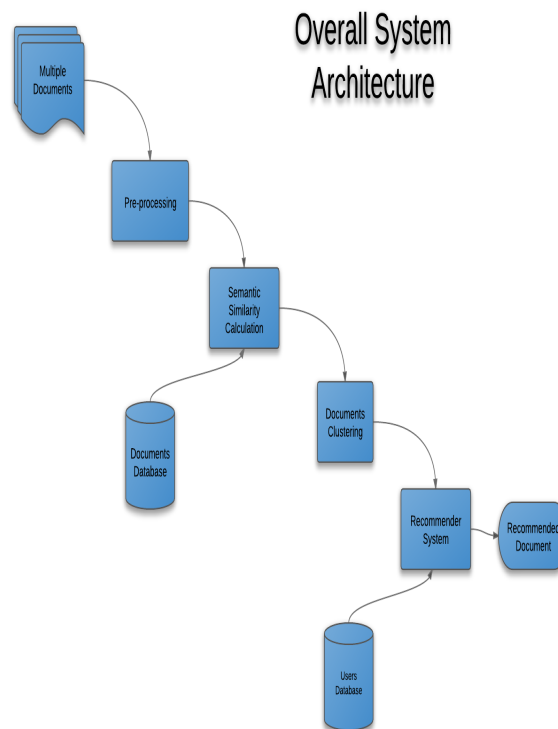 Overall System
Architecture
Multiple
Documents
Pre-processing
Semantic
Similarity
Calculation
Documents
Clustering
Documents
Database
Recommender
System
Recommended
Document
Users
Database